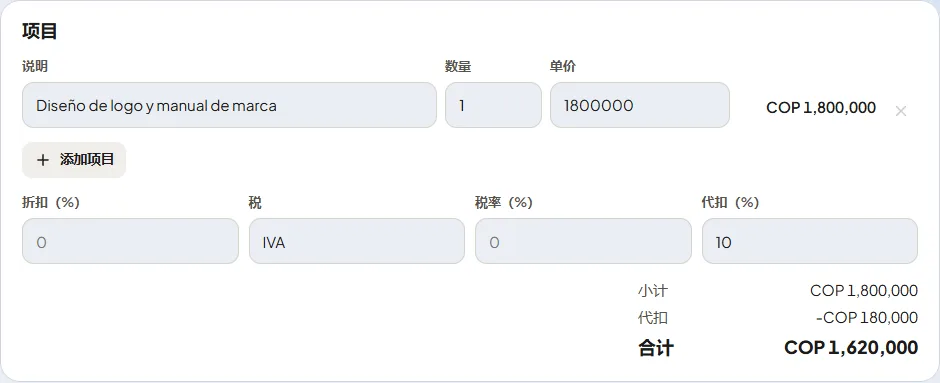 项目
说明 数量 单价
Diseño de logo y manual de marca 1 1800000 COP 1,800,000 ×
+ 添加项目
折扣（%） 税 税率（%） 代扣（%）
0 IVA 0 10
小计 COP 1,800,000
代扣 -COP 180,000
合计 COP 1,620,000